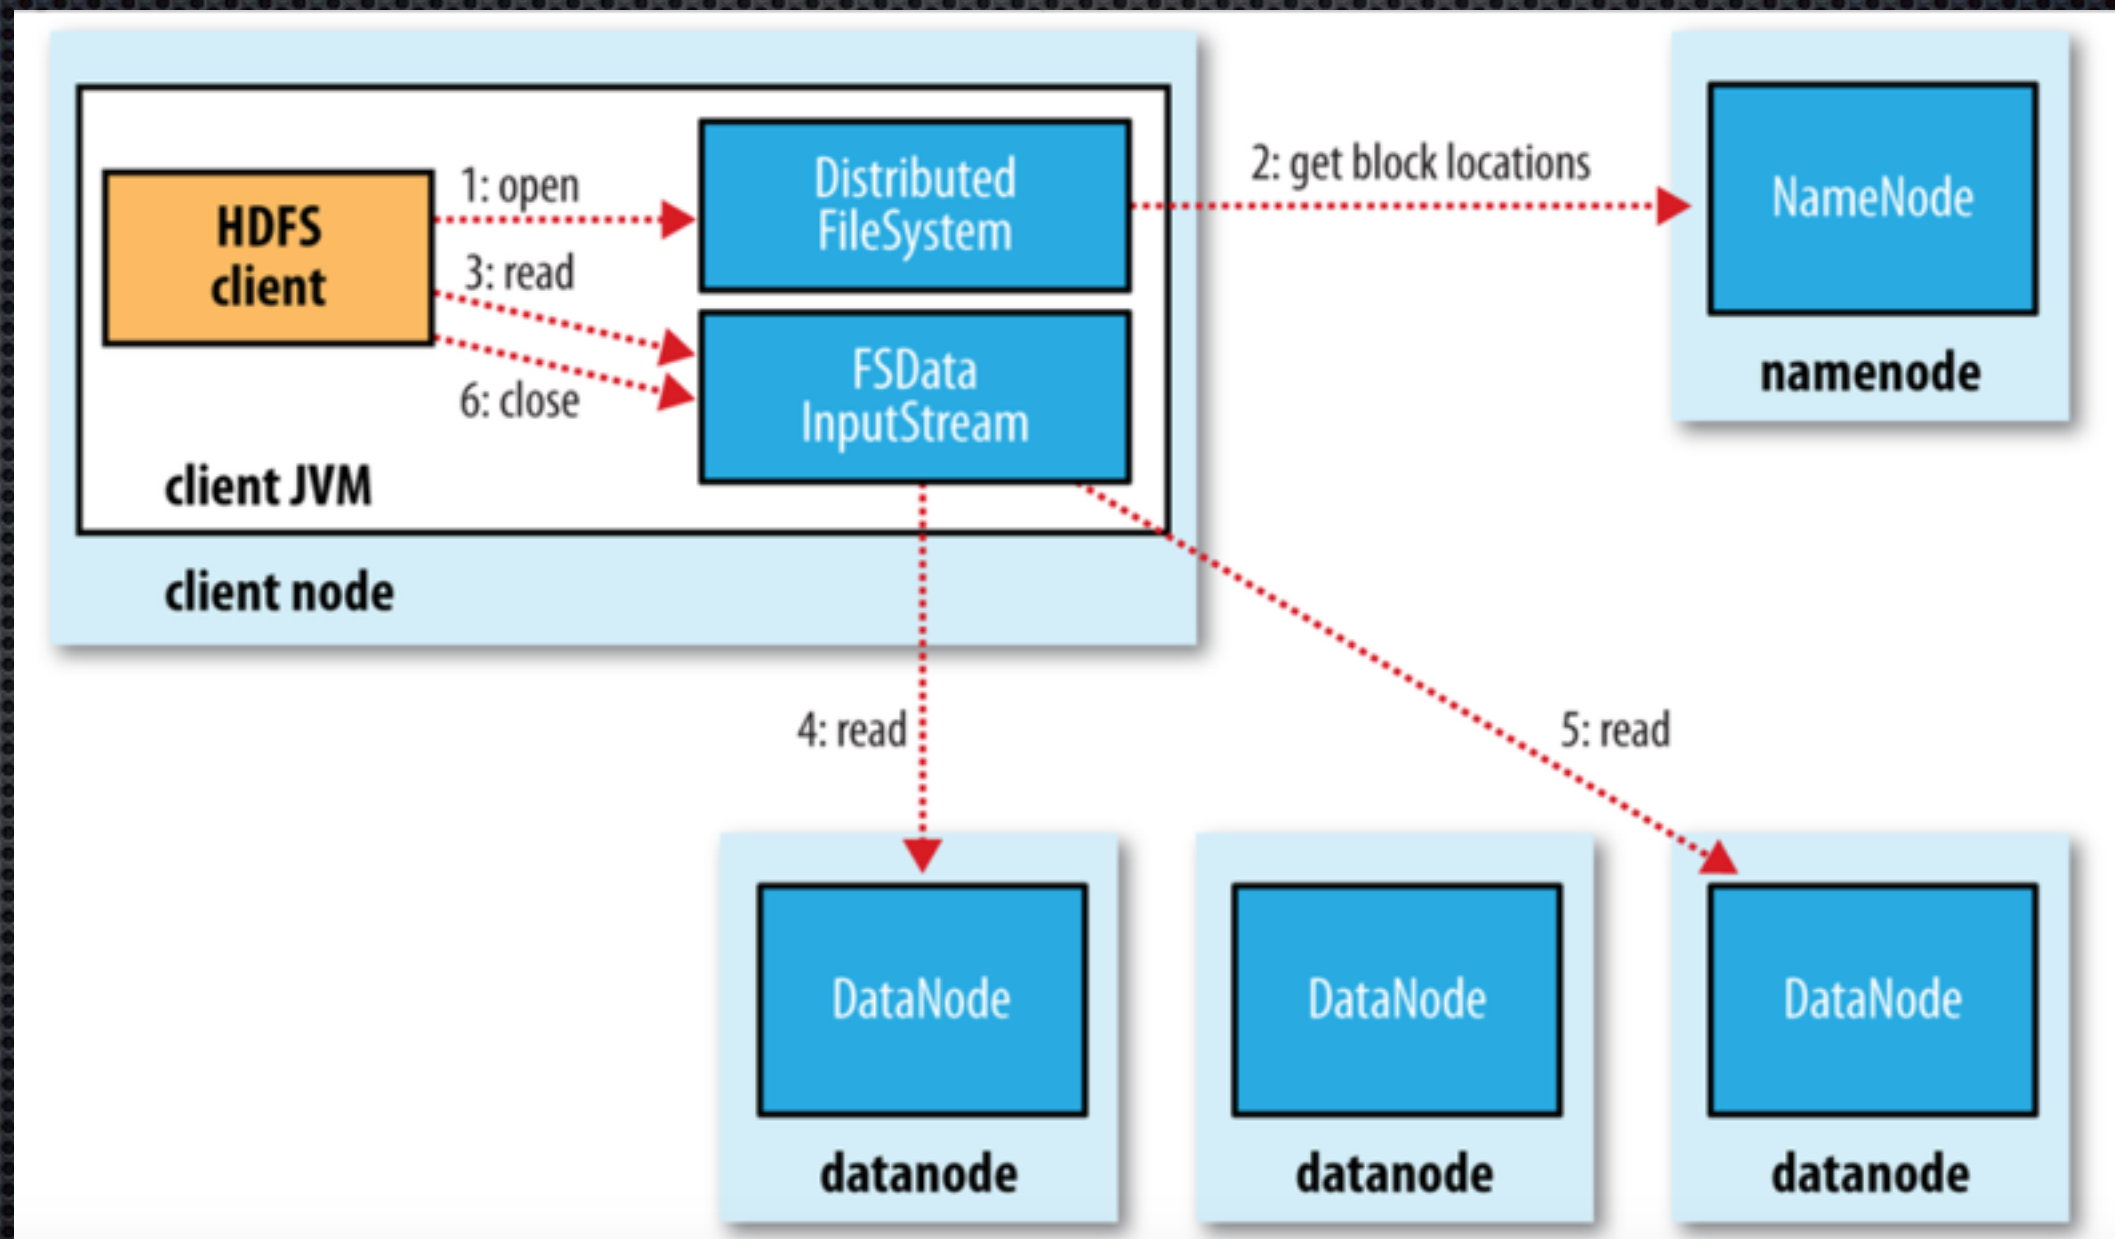 HDFS
client
1: open
3: read
6: close
Distributed
FileSystem
FSData
InputStream
client JVM
client node
2: get block locations
NameNode
namenode
4: read
5: read
DataNode
datanode
DataNode
datanode
DataNode
datanode